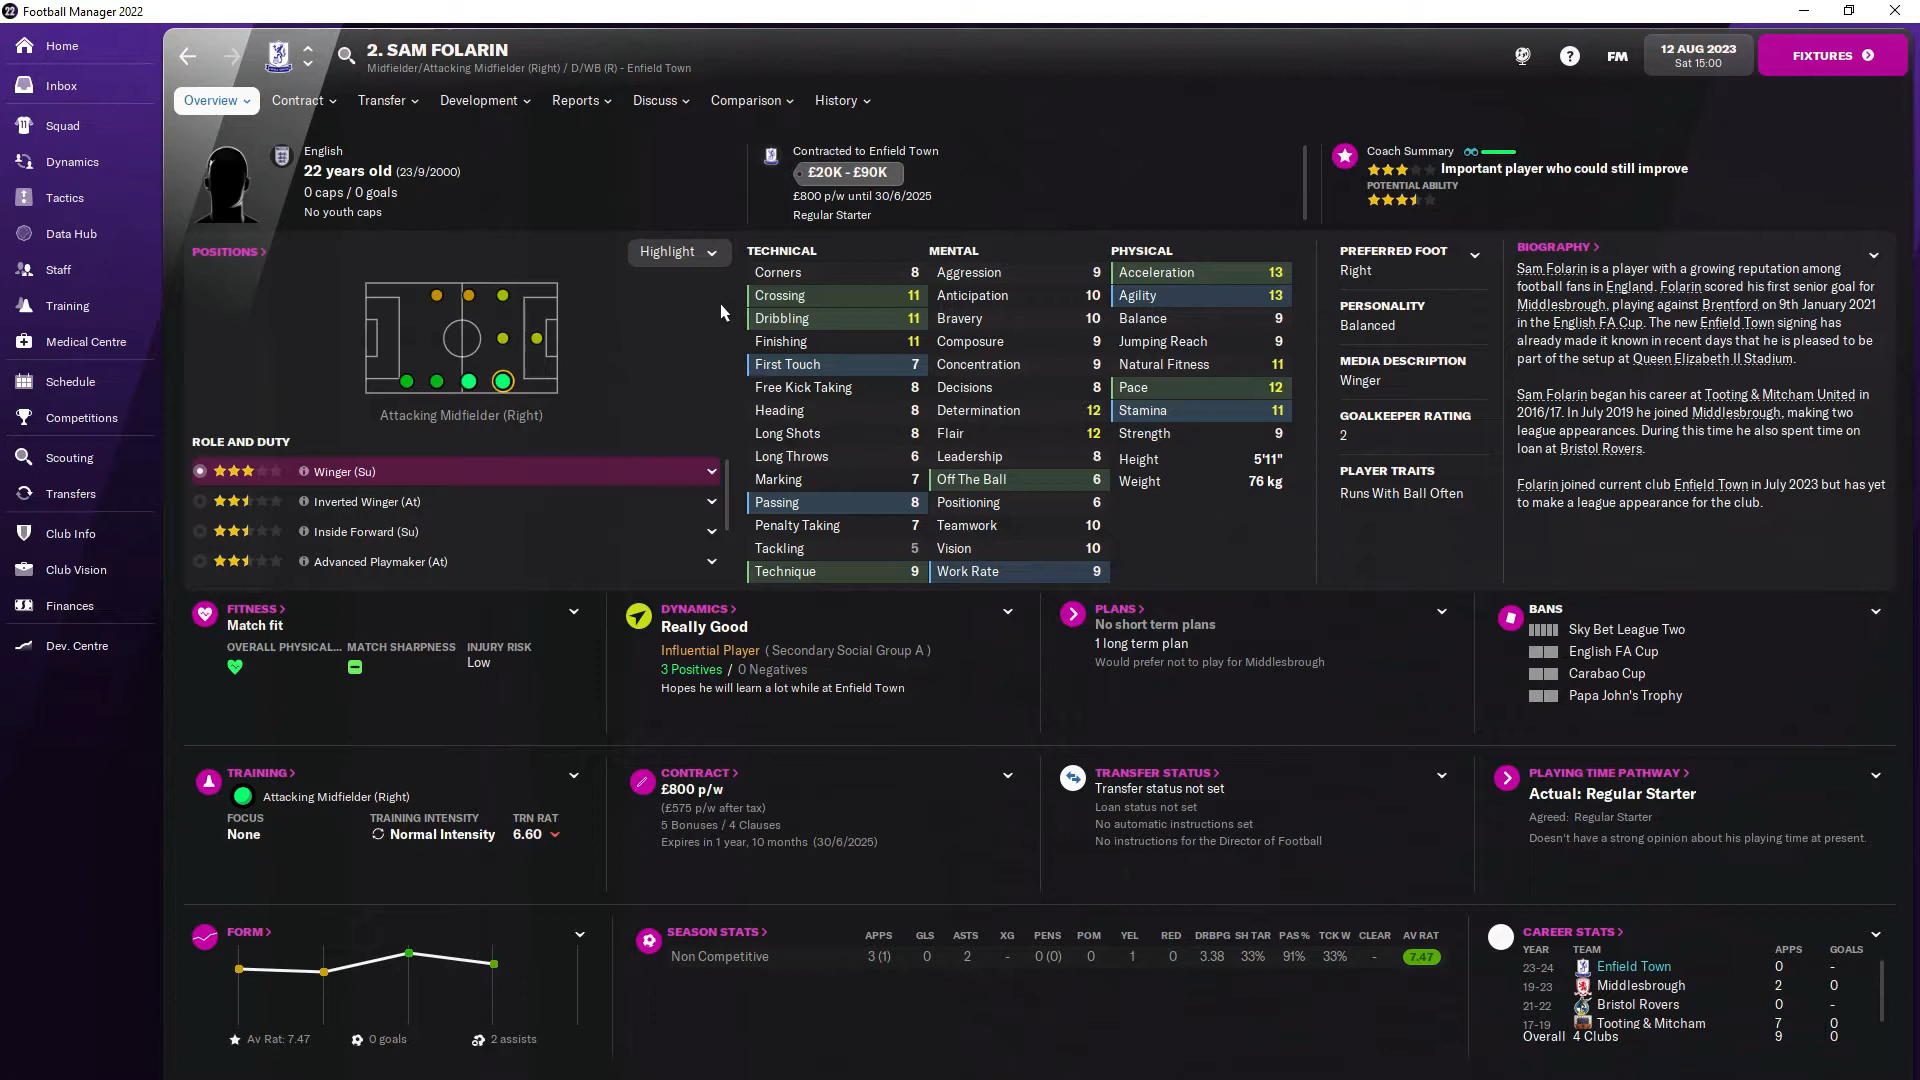 Football Manager 2022
Home
Inbox
Squad
Dynamics
Tactics
Data Hub
Staff
Training
Medical Centre
Schedule
Competitions
Scouting
Transfers
Club Info
Club Vision
Finances
Dev. Centre
2. SAM FOLARIN
Midfielder/Attacking Midfielder (Right) / D/WB (R) - Enfield Town
FM
12 AUG 2023
Sat 15:00
FIXTURES
Overview Contract Transfer Development Reports Discuss Comparison History
English
22 years old (23/9/2000)
0 caps / 0 goals
No youth caps
Contracted to Enfield Town
£20K - £90K
£800 p/w until 30/6/2025
Regular Starter
Coach Summary
Important player who could still improve
POTENTIAL ABILITY
POSITIONS
Highlight
Attacking Midfielder (Right)
ROLE AND DUTY
Winger (Su)
Inverted Winger (At)
Inside Forward (Su)
Advanced Playmaker (At)
TECHNICAL
Corners 8
Crossing 11
Dribbling 11
Finishing 11
First Touch 7
Free Kick Taking 8
Heading 8
Long Shots 8
Long Throws 6
Marking 7
Passing 8
Penalty Taking 7
Tackling 5
Technique 9
MENTAL
Aggression 9
Anticipation 10
Bravery 10
Composure 9
Concentration 9
Decisions 8
Determination 12
Flair 12
Leadership 8
Off The Ball 6
Positioning 6
Teamwork 10
Vision 10
Work Rate 9
PHYSICAL
Acceleration 13
Agility 13
Balance 9
Jumping Reach 9
Natural Fitness 11
Pace 12
Stamina 11
Strength 9
Height 5'11"
Weight 76 kg
PREFERRED FOOT
Right
PERSONALITY
Balanced
MEDIA DESCRIPTION
Winger
GOALKEEPER RATING
2
PLAYER TRAITS
Runs With Ball Often
BIOGRAPHY
Sam Folarin is a player with a growing reputation among
football fans in England. Folarin scored his first senior goal for
Middlesbrough, playing against Brentford on 9th January 2021
in the English FA Cup. The new Enfield Town signing has
already made it known in recent days that he is pleased to be
part of the setup at Queen Elizabeth II Stadium.
Sam Folarin began his career at Tooting & Mitcham United in
2016/17. In July 2019 he joined Middlesbrough, making two
league appearances. During this time he also spent time on
loan at Bristol Rovers.
Folarin joined current club Enfield Town in July 2023 but has yet
to make a league appearance for the club.
FITNESS
Match fit
OVERALL PHYSICAL... MATCH SHARPNESS INJURY RISK
Low
DYNAMICS
Really Good
Influential Player ( Secondary Social Group A )
3 Positives / 0 Negatives
Hopes he will learn a lot while at Enfield Town
PLANS
No short term plans
1 long term plan
Would prefer not to play for Middlesbrough
BANS
Sky Bet League Two
English FA Cup
Carabao Cup
Papa John's Trophy
TRAINING
Attacking Midfielder (Right)
FOCUS TRAINING INTENSITY TRN RAT
None Normal Intensity 6.60
CONTRACT
£800 p/w
(£575 p/w after tax)
5 Bonuses / 4 Clauses
Expires in 1 year, 10 months (30/6/2025)
TRANSFER STATUS
Transfer status not set
Loan status not set
No automatic instructions set
No instructions for the Director of Football
PLAYING TIME PATHWAY
Actual: Regular Starter
Agreed: Regular Starter
Doesn't have a strong opinion about his playing time at present.
FORM
Av Rat: 7.47 0 goals 2 assists
SEASON STATS APPS GLS ASTS XG PENS POM YEL RED DRBPG SH TAR PAS % TCK W CLEAR AV RAT
Non Competitive 3 (1) 0 2 - 0 (0) 0 1 0 3.38 33% 91% 33% - 7.47
CAREER STATS
YEAR TEAM APPS GOALS
23-24 Enfield Town 0 -
19-23 Middlesbrough 2 0
21-22 Bristol Rovers 0 -
17-19 Tooting & Mitcham 7 0
Overall 4 Clubs 9 0